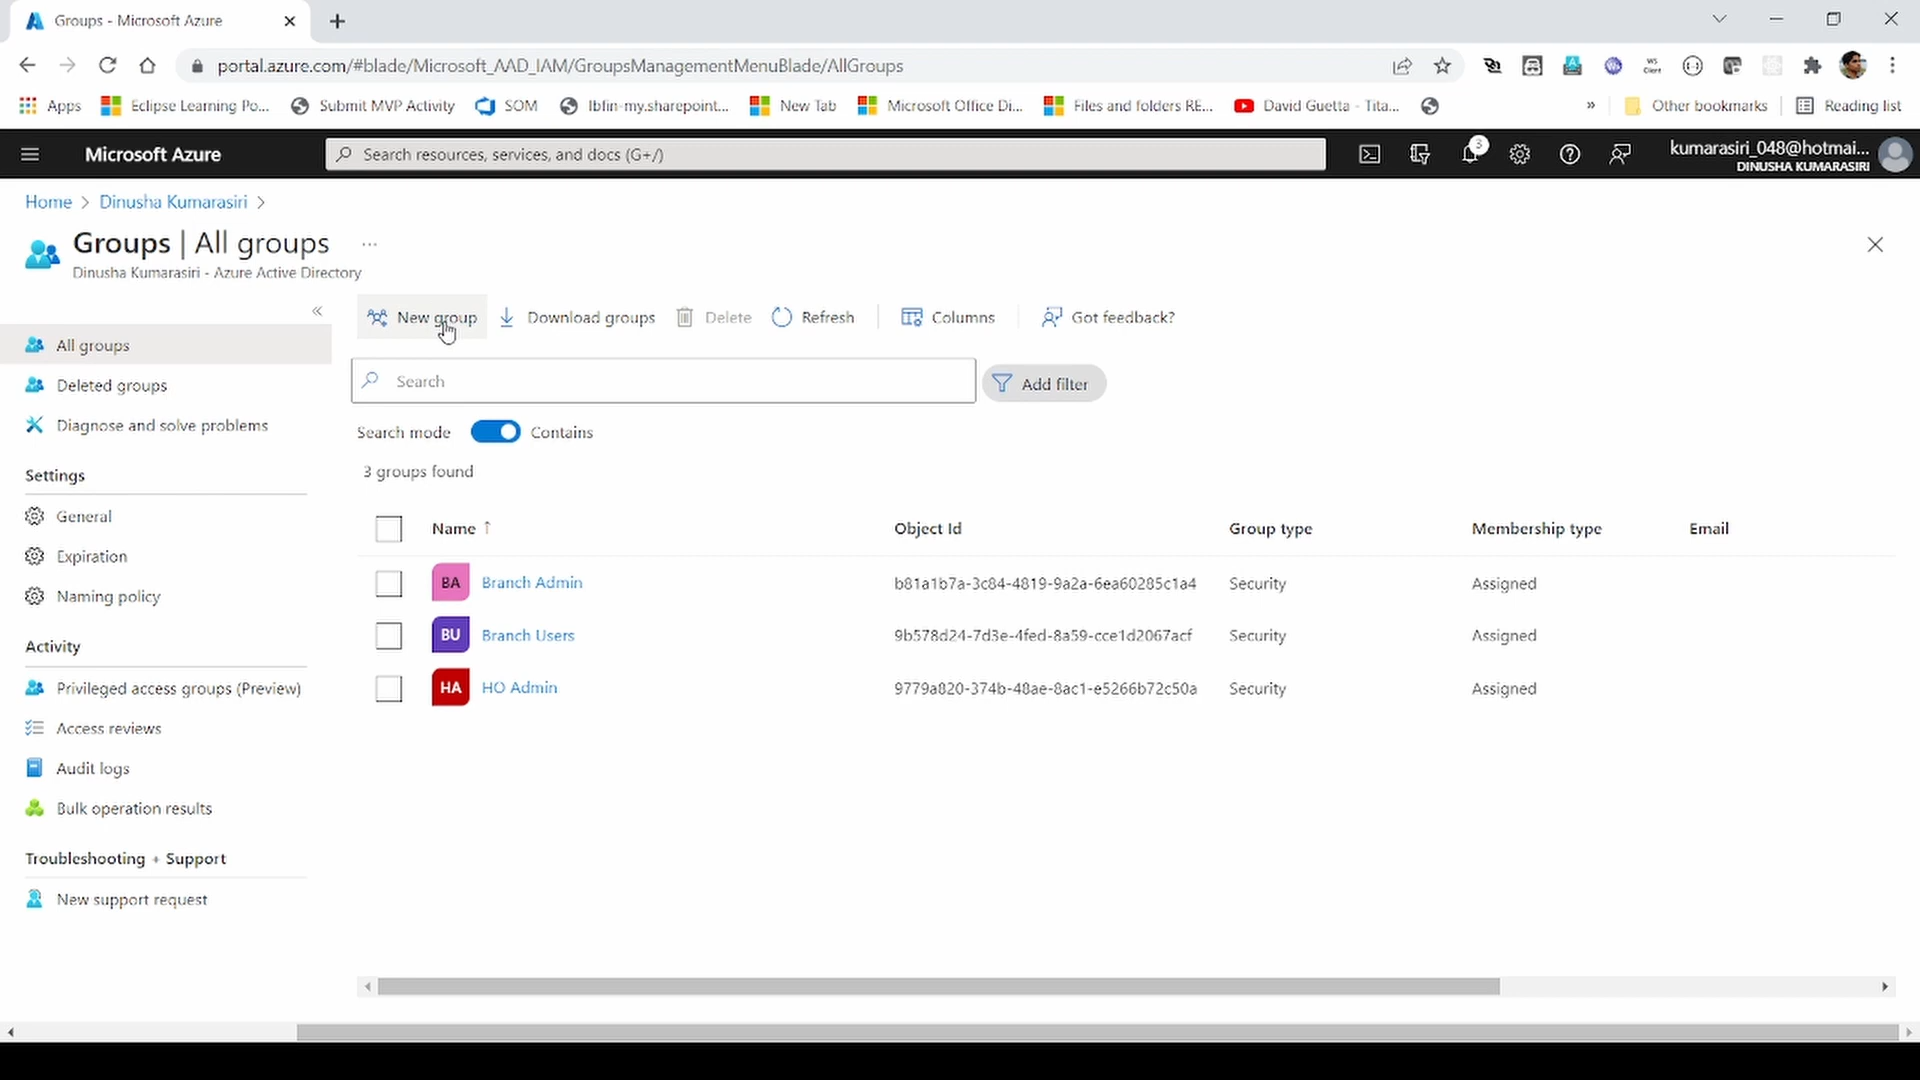 Groups - Microsoft Azure
portal.azure.com/#blade/Microsoft_AAD_IAM/GroupsManagementMenuBlade/AllGroups
Apps Eclipse Learning Po... Submit MVP Activity SOM lbfin-my.sharepoint... New Tab Microsoft Office Di... Files and folders RE... David Guetta - Tita... » Other bookmarks Reading list
Microsoft Azure Search resources, services, and docs (G+/) 3 kumarasiri_048@hotmai...
DINUSHA KUMARASIRI
Home > Dinusha Kumarasiri >
Groups | All groups ...
Dinusha Kumarasiri - Azure Active Directory
«
All groups
Deleted groups
Diagnose and solve problems
Settings
General
Expiration
Naming policy
Activity
Privileged access groups (Preview)
Access reviews
Audit logs
Bulk operation results
Troubleshooting + Support
New support request
New group Download groups Delete Refresh Columns Got feedback?
Search Add filter
Search mode Contains
3 groups found
Name ↑ Object Id Group type Membership type Email
BA Branch Admin b81a1b7a-3c84-4819-9a2a-6ea60285c1a4 Security Assigned
BU Branch Users 9b578d24-7d3e-4fed-8a59-cce1d2067acf Security Assigned
HA HO Admin 9779a820-374b-48ae-8ac1-e5266b72c50a Security Assigned